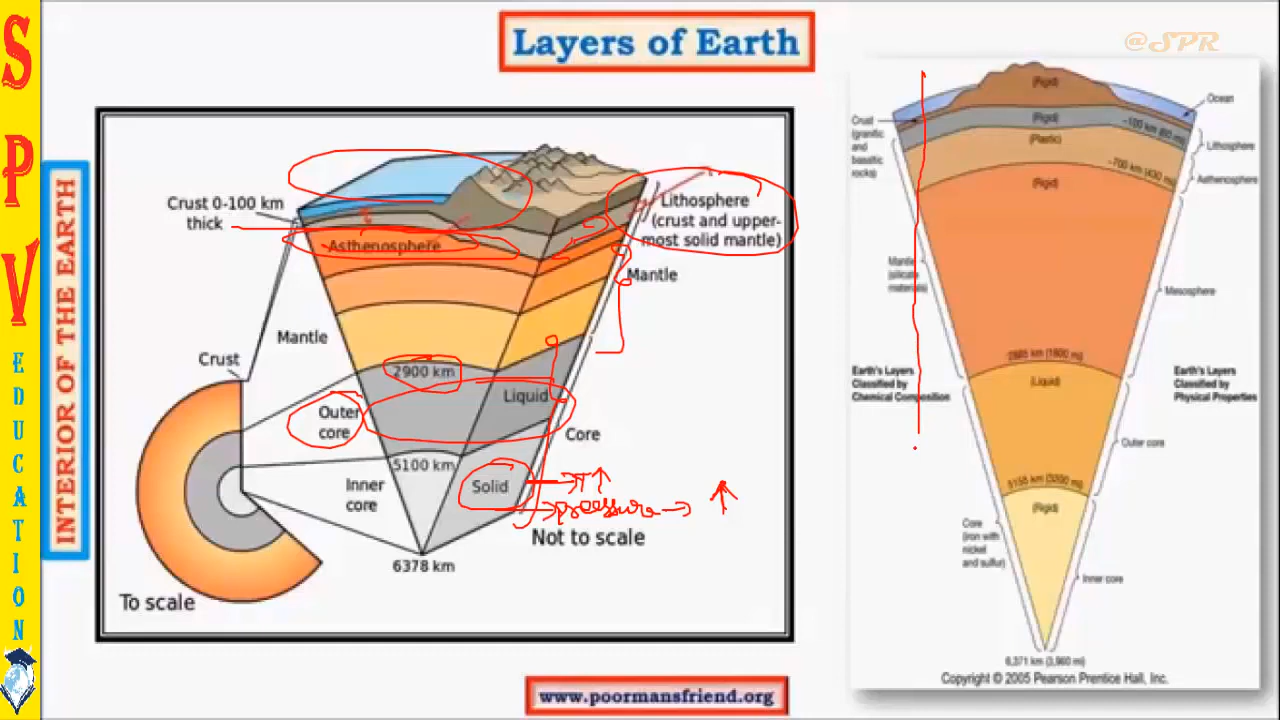 S
P
V
EDUCATION
INTERIOR OF THE EARTH
Layers of Earth
@SPR
Crust 0-100 km
thick
Asthenosphere
Lithosphere
(crust and upper-
most solid mantle)
Mantle
Mantle
Crust
2900 km
Liquid
Outer
core
Core
5100 km
Inner
core
Solid
T↑
pressure → ↑
Not to scale
6378 km
To scale
www.poormansfriend.org
(Rigid)
Ocean
Crust
(granitic
and
basaltic
rocks)
(Rigid)
~100 km (60 mi)
Lithosphere
(Plastic)
~700 km (430 mi)
Asthenosphere
(Rigid)
Mantle
(silicate
materials)
Mesosphere
2885 km (1800 mi)
Earth's Layers
Classified by
Chemical Composition
(Liquid)
Earth's Layers
Classified by
Physical Properties
Outer core
5155 km (3200 mi)
(Rigid)
Core
(iron with
nickel
and sulfur)
Inner core
6,371 km (3,960 mi)
Copyright © 2005 Pearson Prentice Hall, Inc.